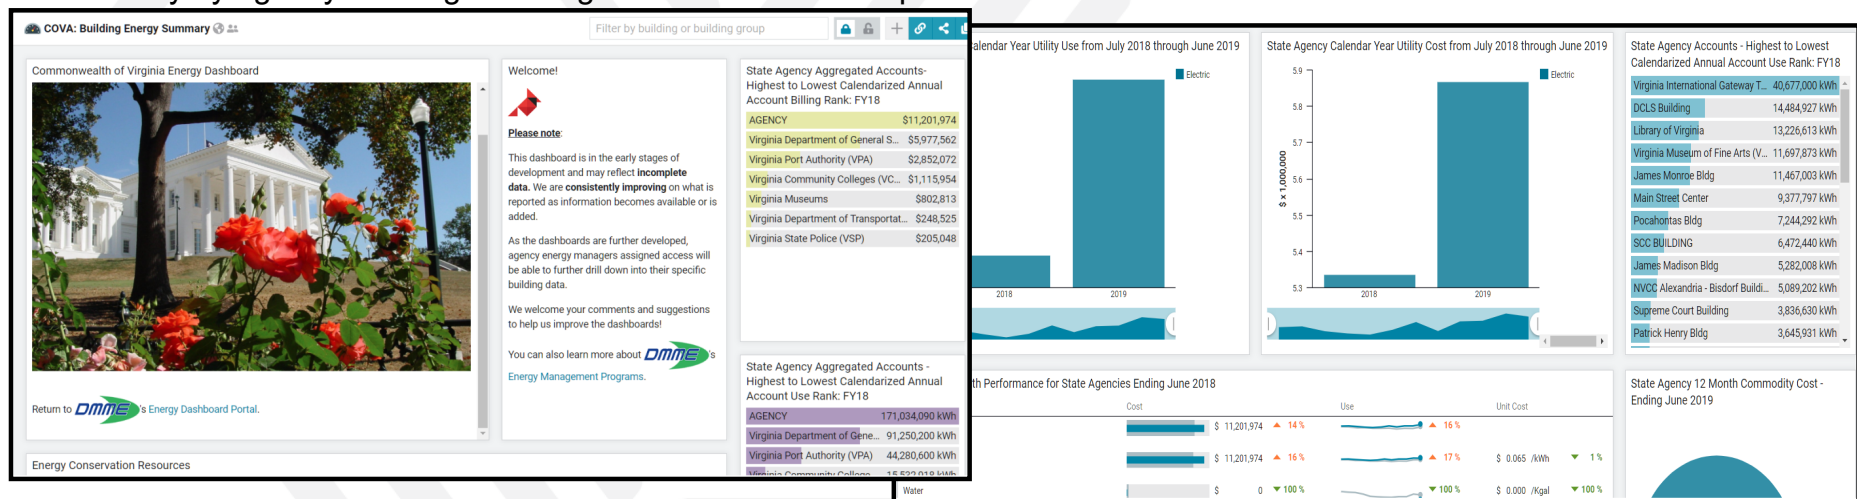 COVA: Building Energy Summary
Filter by building or building group
Commonwealth of Virginia Energy Dashboard
Return to DMME's Energy Dashboard Portal.
Energy Conservation Resources
Welcome!
Please note:
This dashboard is in the early stages of
development and may reflect incomplete
data. We are consistently improving on what is
reported as information becomes available or is
added.
As the dashboards are further developed,
agency energy managers assigned access will
be able to further drill down into their specific
building data.
We welcome your comments and suggestions
to help us improve the dashboards!
You can also learn more about DMME's
Energy Management Programs.
State Agency Aggregated Accounts-
Highest to Lowest Calendarized Annual
Account Billing Rank: FY18
AGENCY $11,201,974
Virginia Department of General S... $5,977,562
Virginia Port Authority (VPA) $2,852,072
Virginia Community Colleges (VC... $1,115,954
Virginia Museums $802,813
Virginia Department of Transportat... $248,525
Virginia State Police (VSP) $205,048
State Agency Aggregated Accounts -
Highest to Lowest Calendarized Annual
Account Use Rank: FY18
AGENCY 171,034,090 kWh
Virginia Department of Gene... 91,250,200 kWh
Virginia Port Authority (VPA) 44,280,600 kWh
Calendar Year Utility Use from July 2018 through June 2019
Electric
2018 2019
State Agency Calendar Year Utility Cost from July 2018 through June 2019
Electric
5.9
5.8
5.7
5.6
5.5
5.4
5.3
$ x 1,000,000
2018 2019
State Agency Accounts - Highest to Lowest
Calendarized Annual Account Use Rank: FY18
Virginia International Gateway T... 40,677,000 kWh
DCLS Building 14,484,927 kWh
Library of Virginia 13,226,613 kWh
Virginia Museum of Fine Arts (V... 11,697,873 kWh
James Monroe Bldg 11,467,003 kWh
Main Street Center 9,377,797 kWh
Pocahontas Bldg 7,244,292 kWh
SCC BUILDING 6,472,440 kWh
James Madison Bldg 5,282,008 kWh
NVCC Alexandria - Bisdorf Buildi... 5,089,202 kWh
Supreme Court Building 3,836,630 kWh
Patrick Henry Bldg 3,645,931 kWh
th Performance for State Agencies Ending June 2018
Cost Use Unit Cost
$ 11,201,974 ▲ 14 % ▲ 16 %
$ 11,201,974 ▲ 16 % ▲ 17 % $ 0.065 /kWh ▼ 1 %
Water $ 0 ▼ 100 % ▼ 100 % $ 0.000 /Kgal ▼ 100 %
State Agency 12 Month Commodity Cost -
Ending June 2019